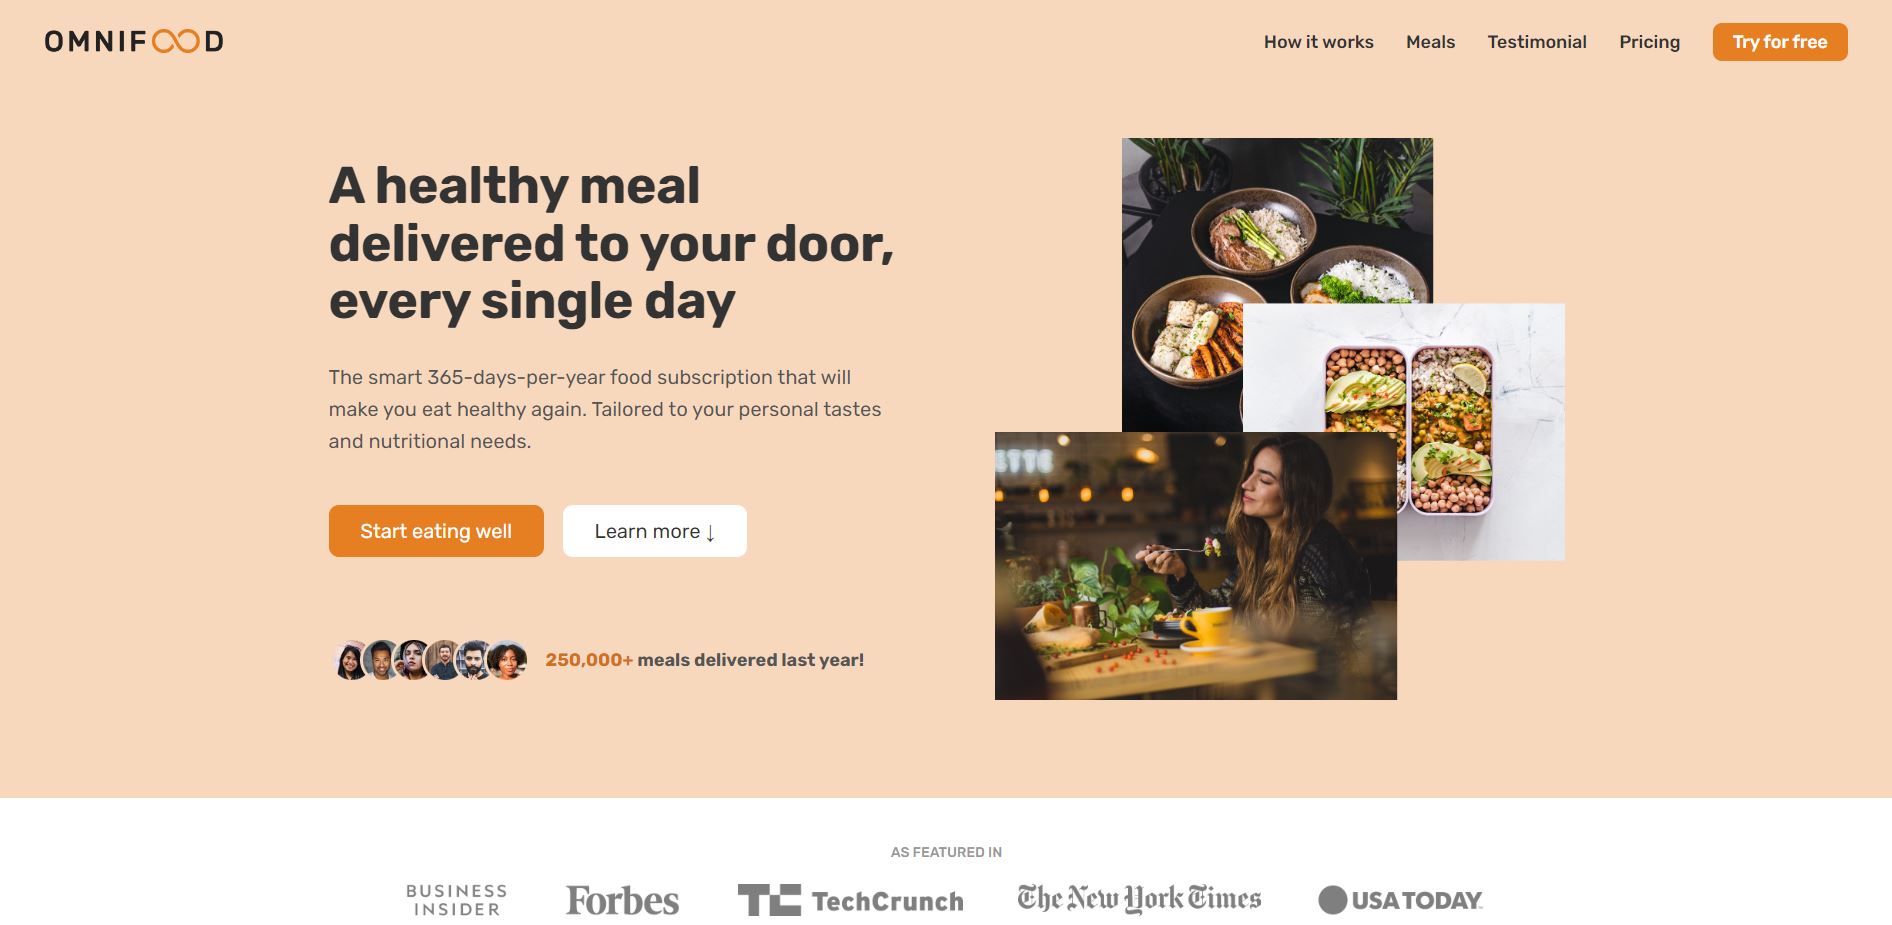 OMNIFOOD
How it works
Meals
Testimonial
Pricing
Try for free
A healthy meal
delivered to your door,
every single day
The smart 365-days-per-year food subscription that will
make you eat healthy again. Tailored to your personal tastes
and nutritional needs.
Start eating well
Learn more ↓
250,000+ meals delivered last year!
AS FEATURED IN
BUSINESS
INSIDER
Forbes
TC TechCrunch
The New York Times
USA TODAY